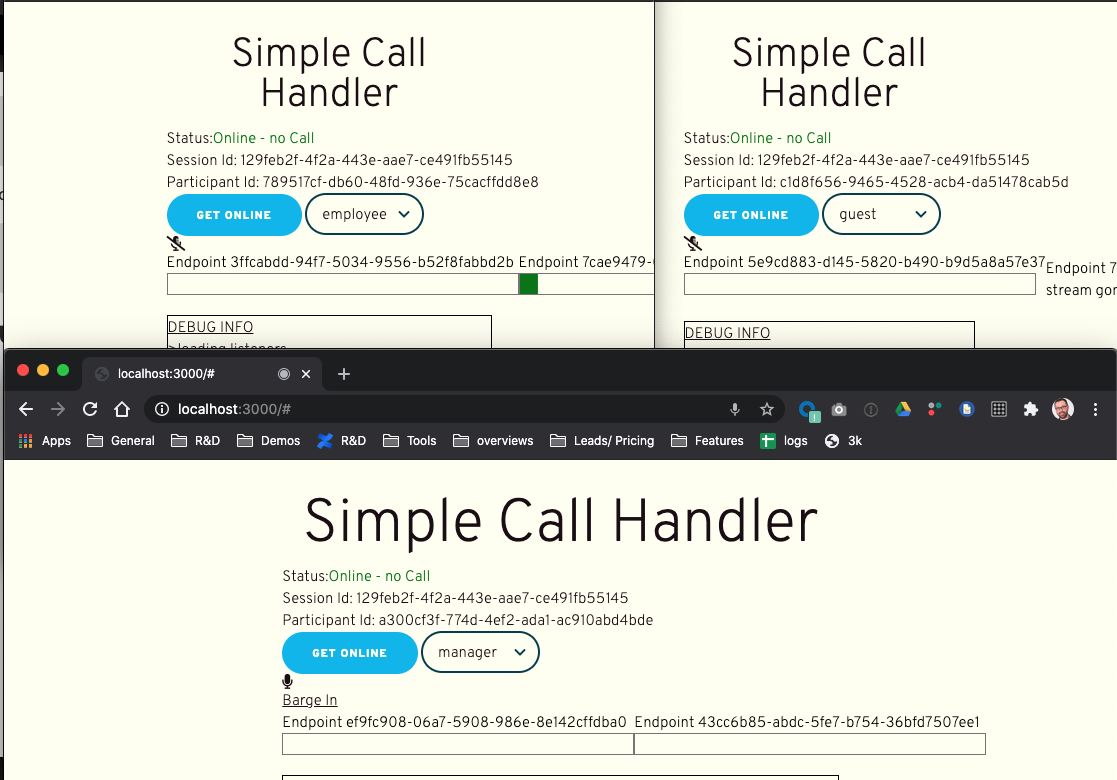 Simple Call
Handler
Status:Online - no Call
Session Id: 129feb2f-4f2a-443e-aae7-ce491fb55145
Participant Id: 789517cf-db60-48fd-936e-75cacffdd8e8
GET ONLINE employee
Endpoint 3ffcabdd-94f7-5034-9556-b52f8fabbd2b Endpoint 7cae9479-
DEBUG INFO
>loading listeners
Simple Call
Handler
Status:Online - no Call
Session Id: 129feb2f-4f2a-443e-aae7-ce491fb55145
Participant Id: c1d8f656-9465-4528-acb4-da51478cab5d
GET ONLINE guest
Endpoint 5e9cd883-d145-5820-b490-b9d5a8a57e37 Endpoint 7
stream gon
DEBUG INFO
localhost:3000/#
localhost:3000/#
Apps General R&D Demos R&D Tools overviews Leads/ Pricing Features logs 3k
Simple Call Handler
Status:Online - no Call
Session Id: 129feb2f-4f2a-443e-aae7-ce491fb55145
Participant Id: a300cf3f-774d-4ef2-ada1-ac910abd4bde
GET ONLINE manager
Barge In
Endpoint ef9fc908-06a7-5908-986e-8e142cffdba0 Endpoint 43cc6b85-abdc-5fe7-b754-36bfd7507ee1